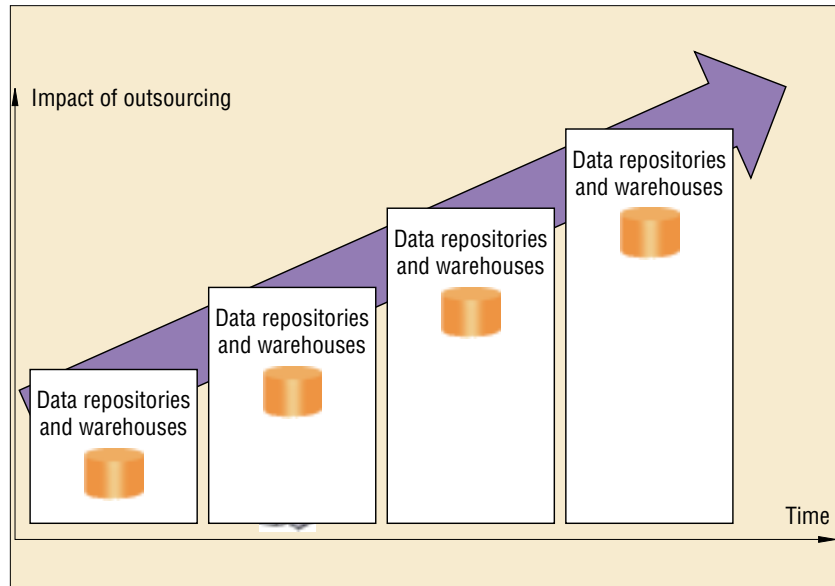 Impact of outsourcing
Data repositories
and warehouses
Data repositories
and warehouses
Data repositories
and warehouses
Data repositories
and warehouses
Time